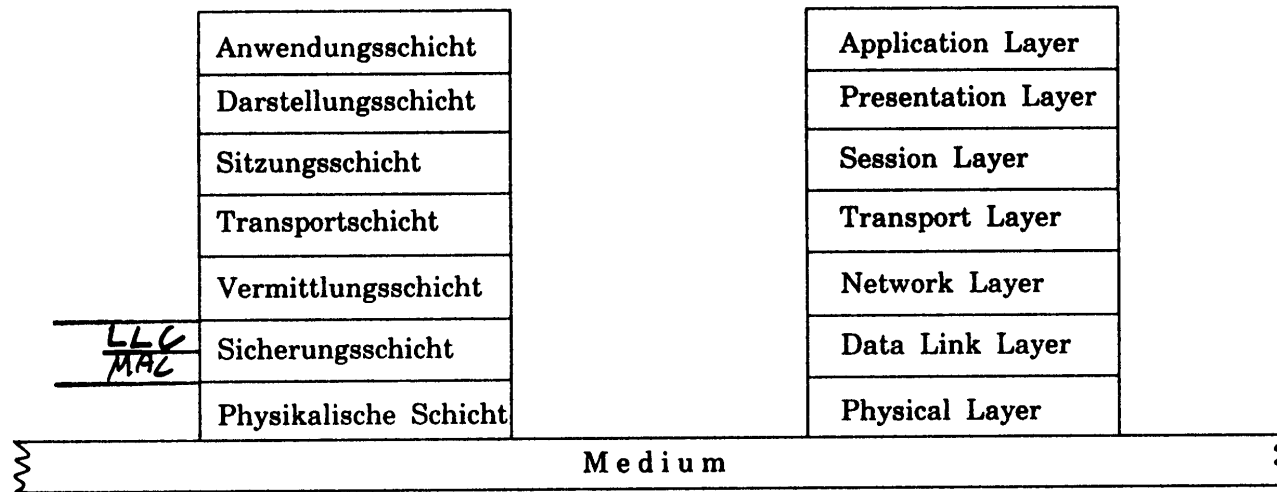 Anwendungsschicht
Darstellungsschicht
Sitzungsschicht
Transportschicht
Vermittlungsschicht
LLC
MAC
Sicherungsschicht
Physikalische Schicht
Application Layer
Presentation Layer
Session Layer
Transport Layer
Network Layer
Data Link Layer
Physical Layer
Medium